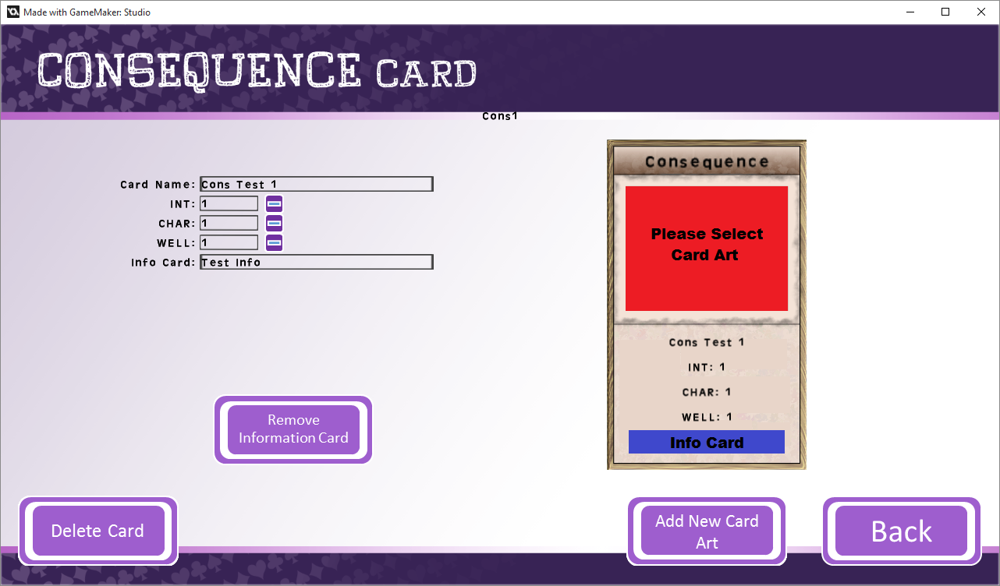 Made with GameMaker: Studio
CONSEQUENCE CARD
Cons1
Card Name: Cons Test 1
INT: 1
CHAR: 1
WELL: 1
Info Card: Test Info
Remove
Information Card
Delete Card
Consequence
Please Select
Card Art
Cons Test 1
INT: 1
CHAR: 1
WELL: 1
Info Card
Add New Card
Art
Back